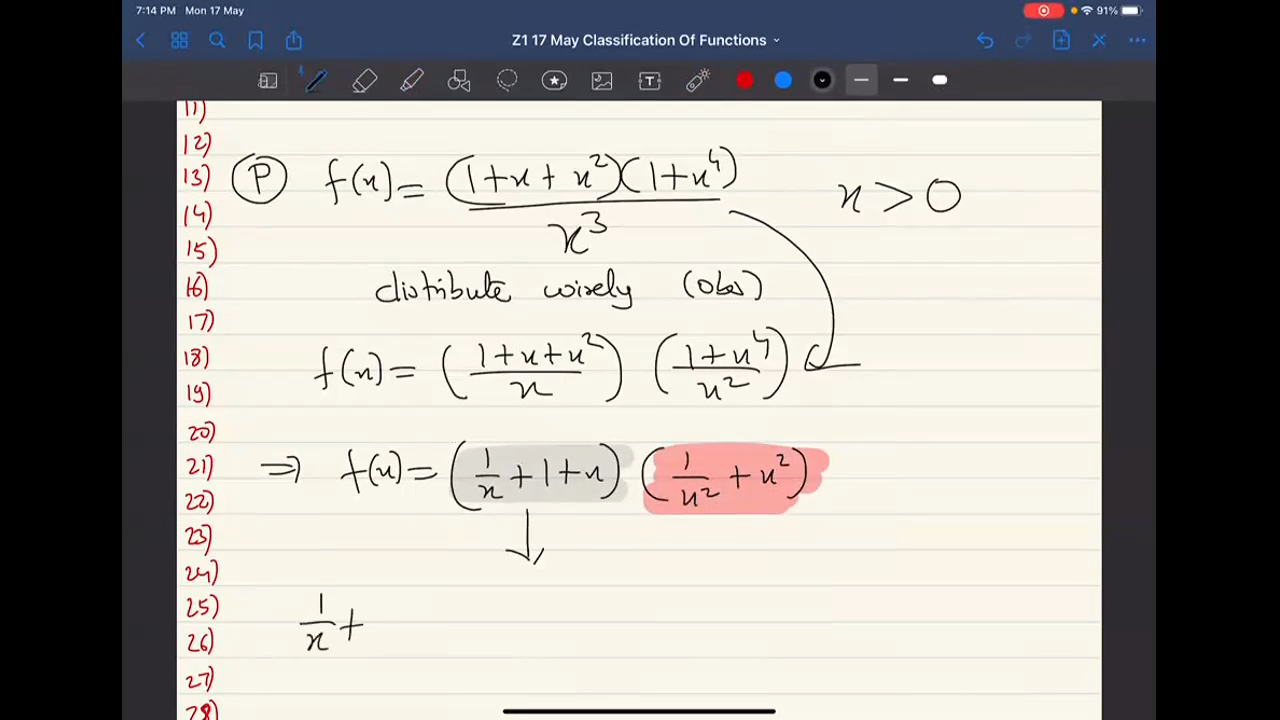 7:14 PM Mon 17 May
91%
Z1 17 May Classification Of Functions
11)
12)
13)
14)
15)
16)
17)
18)
19)
20)
21)
22)
23)
24)
25)
26)
27)
28)
(P) f(x) = (1+x+x²)(1+x⁴) / x³ x > 0
distribute wisely (Obs)
f(x) = ((1+x+x²)/x) ((1+x⁴)/x²)
⇒ f(x) = (1/x + 1 + x) (1/x² + x²)
1/x +